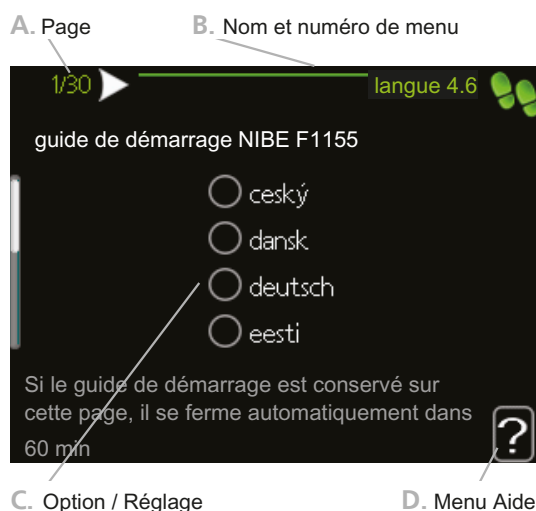 A. Page
B. Nom et numéro de menu
1/30
langue 4.6
guide de démarrage NIBE F1155
ceský
dansk
deutsch
eesti
Si le guide de démarrage est conservé sur
cette page, il se ferme automatiquement dans
60 min
?
C. Option / Réglage
D. Menu Aide